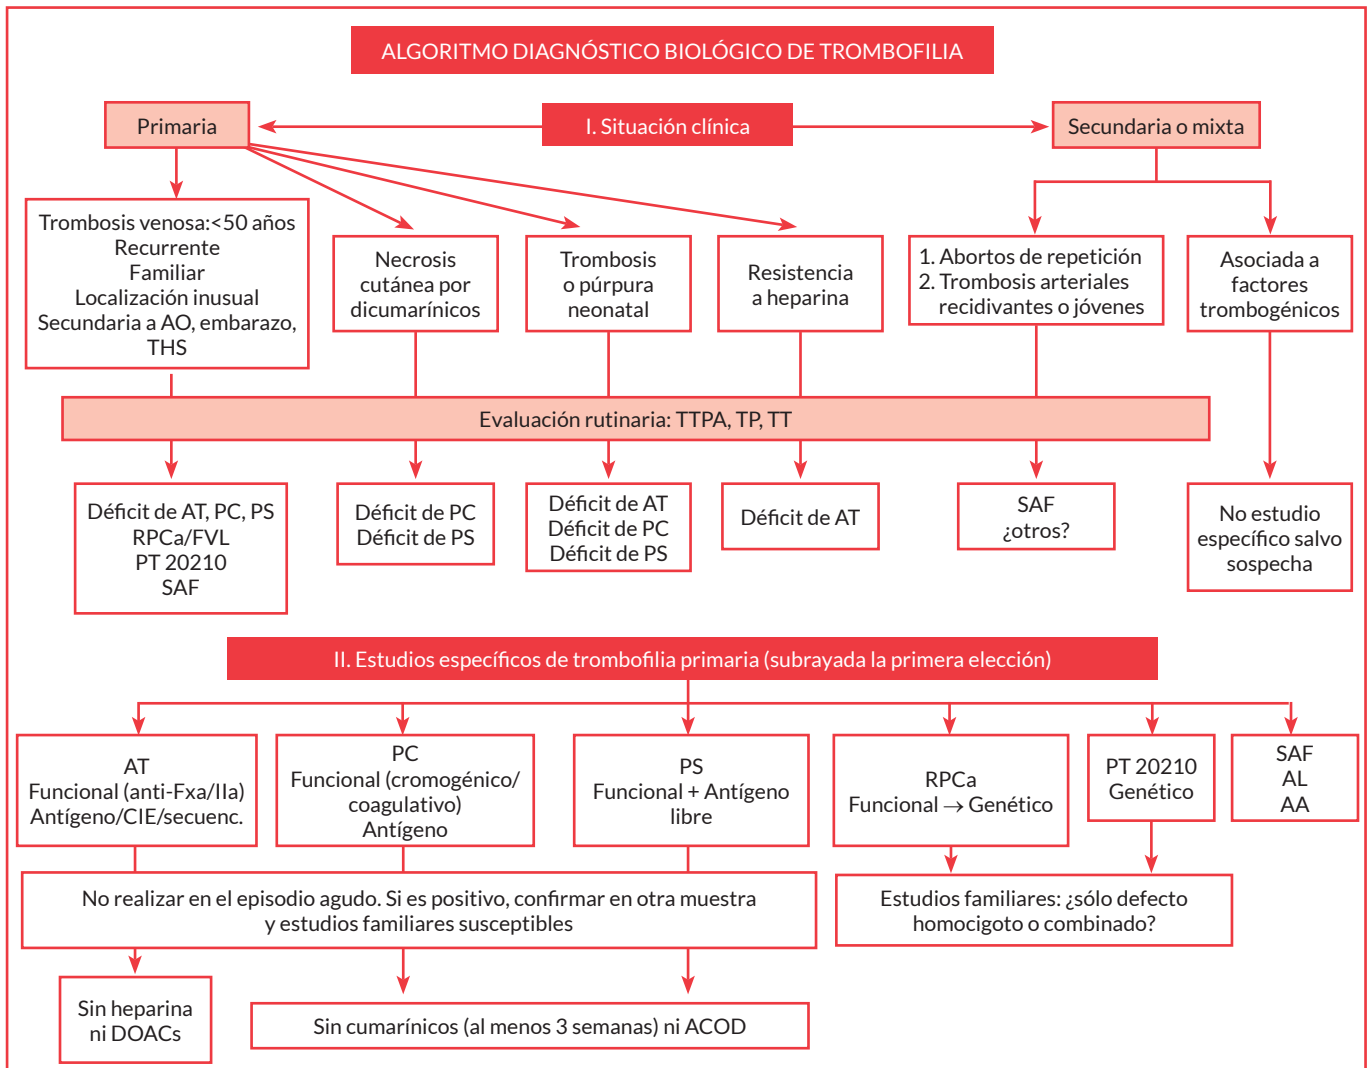 ALGORITMO DIAGNÓSTICO BIOLÓGICO DE TROMBOFILIA
Primaria
I. Situación clínica
Secundaria o mixta
Trombosis venosa:<50 años
Recurrente
Familiar
Localización inusual
Secundaria a AO, embarazo,
THS
Necrosis
cutánea por
dicumarínicos
Trombosis
o púrpura
neonatal
Resistencia
a heparina
1. Abortos de repetición
2. Trombosis arteriales
recidivantes o jóvenes
Asociada a
factores
trombogénicos
Evaluación rutinaria: TTPA, TP, TT
Déficit de AT, PC, PS
RPCa/FVL
PT 20210
SAF
Déficit de PC
Déficit de PS
Déficit de AT
Déficit de PC
Déficit de PS
Déficit de AT
SAF
¿otros?
No estudio
específico salvo
sospecha
II. Estudios específicos de trombofilia primaria (subrayada la primera elección)
AT
Funcional (anti-Fxa/IIa)
Antígeno/CIE/secuenc.
PC
Funcional (cromogénico/
coagulativo)
Antígeno
PS
Funcional + Antígeno
libre
RPCa
Funcional → Genético
PT 20210
Genético
SAF
AL
AA
No realizar en el episodio agudo. Si es positivo, confirmar en otra muestra
y estudios familiares susceptibles
Estudios familiares: ¿sólo defecto
homocigoto o combinado?
Sin heparina
ni DOACs
Sin cumarínicos (al menos 3 semanas) ni ACOD